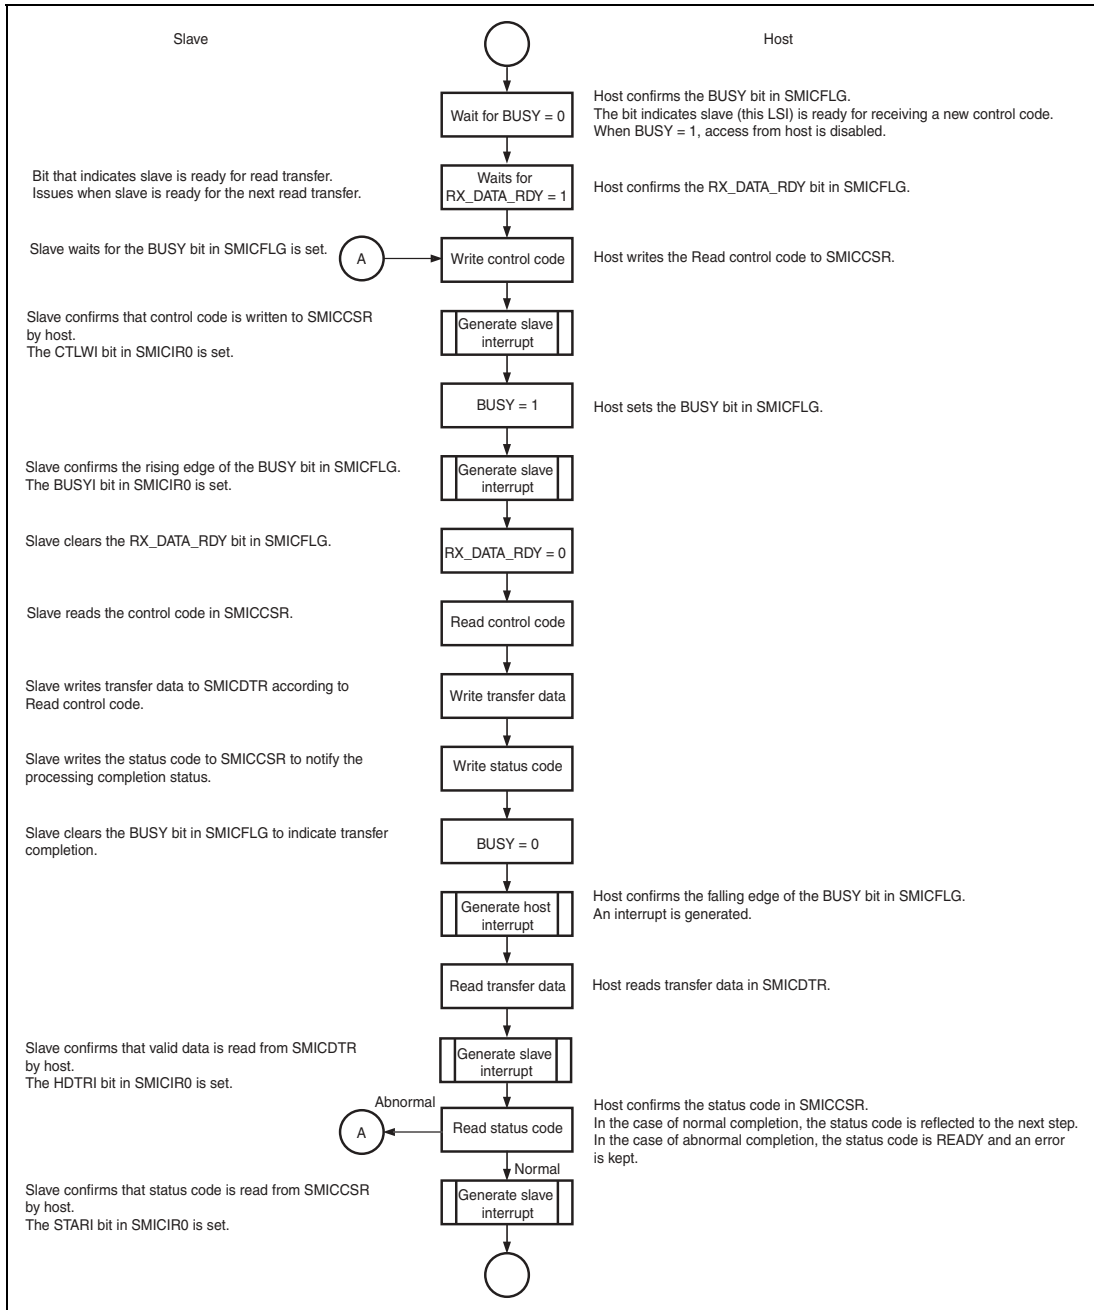 Slave
Host
Wait for BUSY = 0
Host confirms the BUSY bit in SMICFLG.
The bit indicates slave (this LSI) is ready for receiving a new control code.
When BUSY = 1, access from host is disabled.
Bit that indicates slave is ready for read transfer.
Issues when slave is ready for the next read transfer.
Waits for
RX_DATA_RDY = 1
Host confirms the RX_DATA_RDY bit in SMICFLG.
Slave waits for the BUSY bit in SMICFLG is set.
A
Write control code
Host writes the Read control code to SMICCSR.
Slave confirms that control code is written to SMICCSR
by host.
The CTLWI bit in SMICIR0 is set.
Generate slave
interrupt
BUSY = 1
Host sets the BUSY bit in SMICFLG.
Slave confirms the rising edge of the BUSY bit in SMICFLG.
The BUSYI bit in SMICIR0 is set.
Generate slave
interrupt
Slave clears the RX_DATA_RDY bit in SMICFLG.
RX_DATA_RDY = 0
Slave reads the control code in SMICCSR.
Read control code
Slave writes transfer data to SMICDTR according to
Read control code.
Write transfer data
Slave writes the status code to SMICCSR to notify the
processing completion status.
Write status code
Slave clears the BUSY bit in SMICFLG to indicate transfer
completion.
BUSY = 0
Generate host
interrupt
Host confirms the falling edge of the BUSY bit in SMICFLG.
An interrupt is generated.
Read transfer data
Host reads transfer data in SMICDTR.
Slave confirms that valid data is read from SMICDTR
by host.
The HDTRI bit in SMICIR0 is set.
Generate slave
interrupt
Abnormal
A
Read status code
Host confirms the status code in SMICCSR.
In the case of normal completion, the status code is reflected to the next step.
In the case of abnormal completion, the status code is READY and an error
is kept.
Normal
Slave confirms that status code is read from SMICCSR
by host.
The STARI bit in SMICIR0 is set.
Generate slave
interrupt